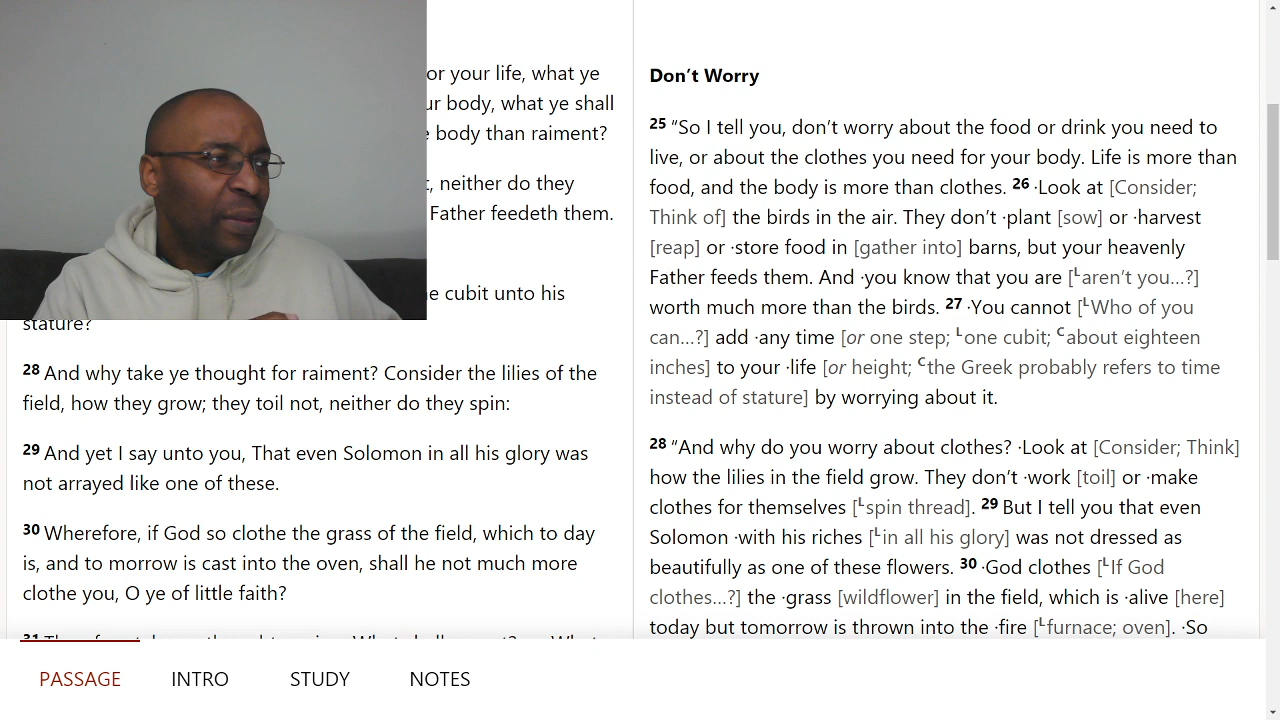 or your life, what ye
ur body, what ye shall
body than raiment?
t, neither do they
Father feedeth them.
e cubit unto his
stature?
28 And why take ye thought for raiment? Consider the lilies of the
field, how they grow; they toil not, neither do they spin:
29 And yet I say unto you, That even Solomon in all his glory was
not arrayed like one of these.
30 Wherefore, if God so clothe the grass of the field, which to day
is, and to morrow is cast into the oven, shall he not much more
clothe you, O ye of little faith?
Don’t Worry
25 “So I tell you, don’t worry about the food or drink you need to
live, or about the clothes you need for your body. Life is more than
food, and the body is more than clothes. 26 ·Look at [Consider;
Think of] the birds in the air. They don’t ·plant [sow] or ·harvest
[reap] or ·store food in [gather into] barns, but your heavenly
Father feeds them. And ·you know that you are [L aren’t you…?]
worth much more than the birds. 27 ·You cannot [L Who of you
can…?] add ·any time [or one step; L one cubit; C about eighteen
inches] to your ·life [or height; C the Greek probably refers to time
instead of stature] by worrying about it.
28 “And why do you worry about clothes? ·Look at [Consider; Think]
how the lilies in the field grow. They don’t ·work [toil] or ·make
clothes for themselves [L spin thread]. 29 But I tell you that even
Solomon ·with his riches [L in all his glory] was not dressed as
beautifully as one of these flowers. 30 ·God clothes [L If God
clothes…?] the ·grass [wildflower] in the field, which is ·alive [here]
today but tomorrow is thrown into the ·fire [L furnace; oven]. ·So
PASSAGE INTRO STUDY NOTES